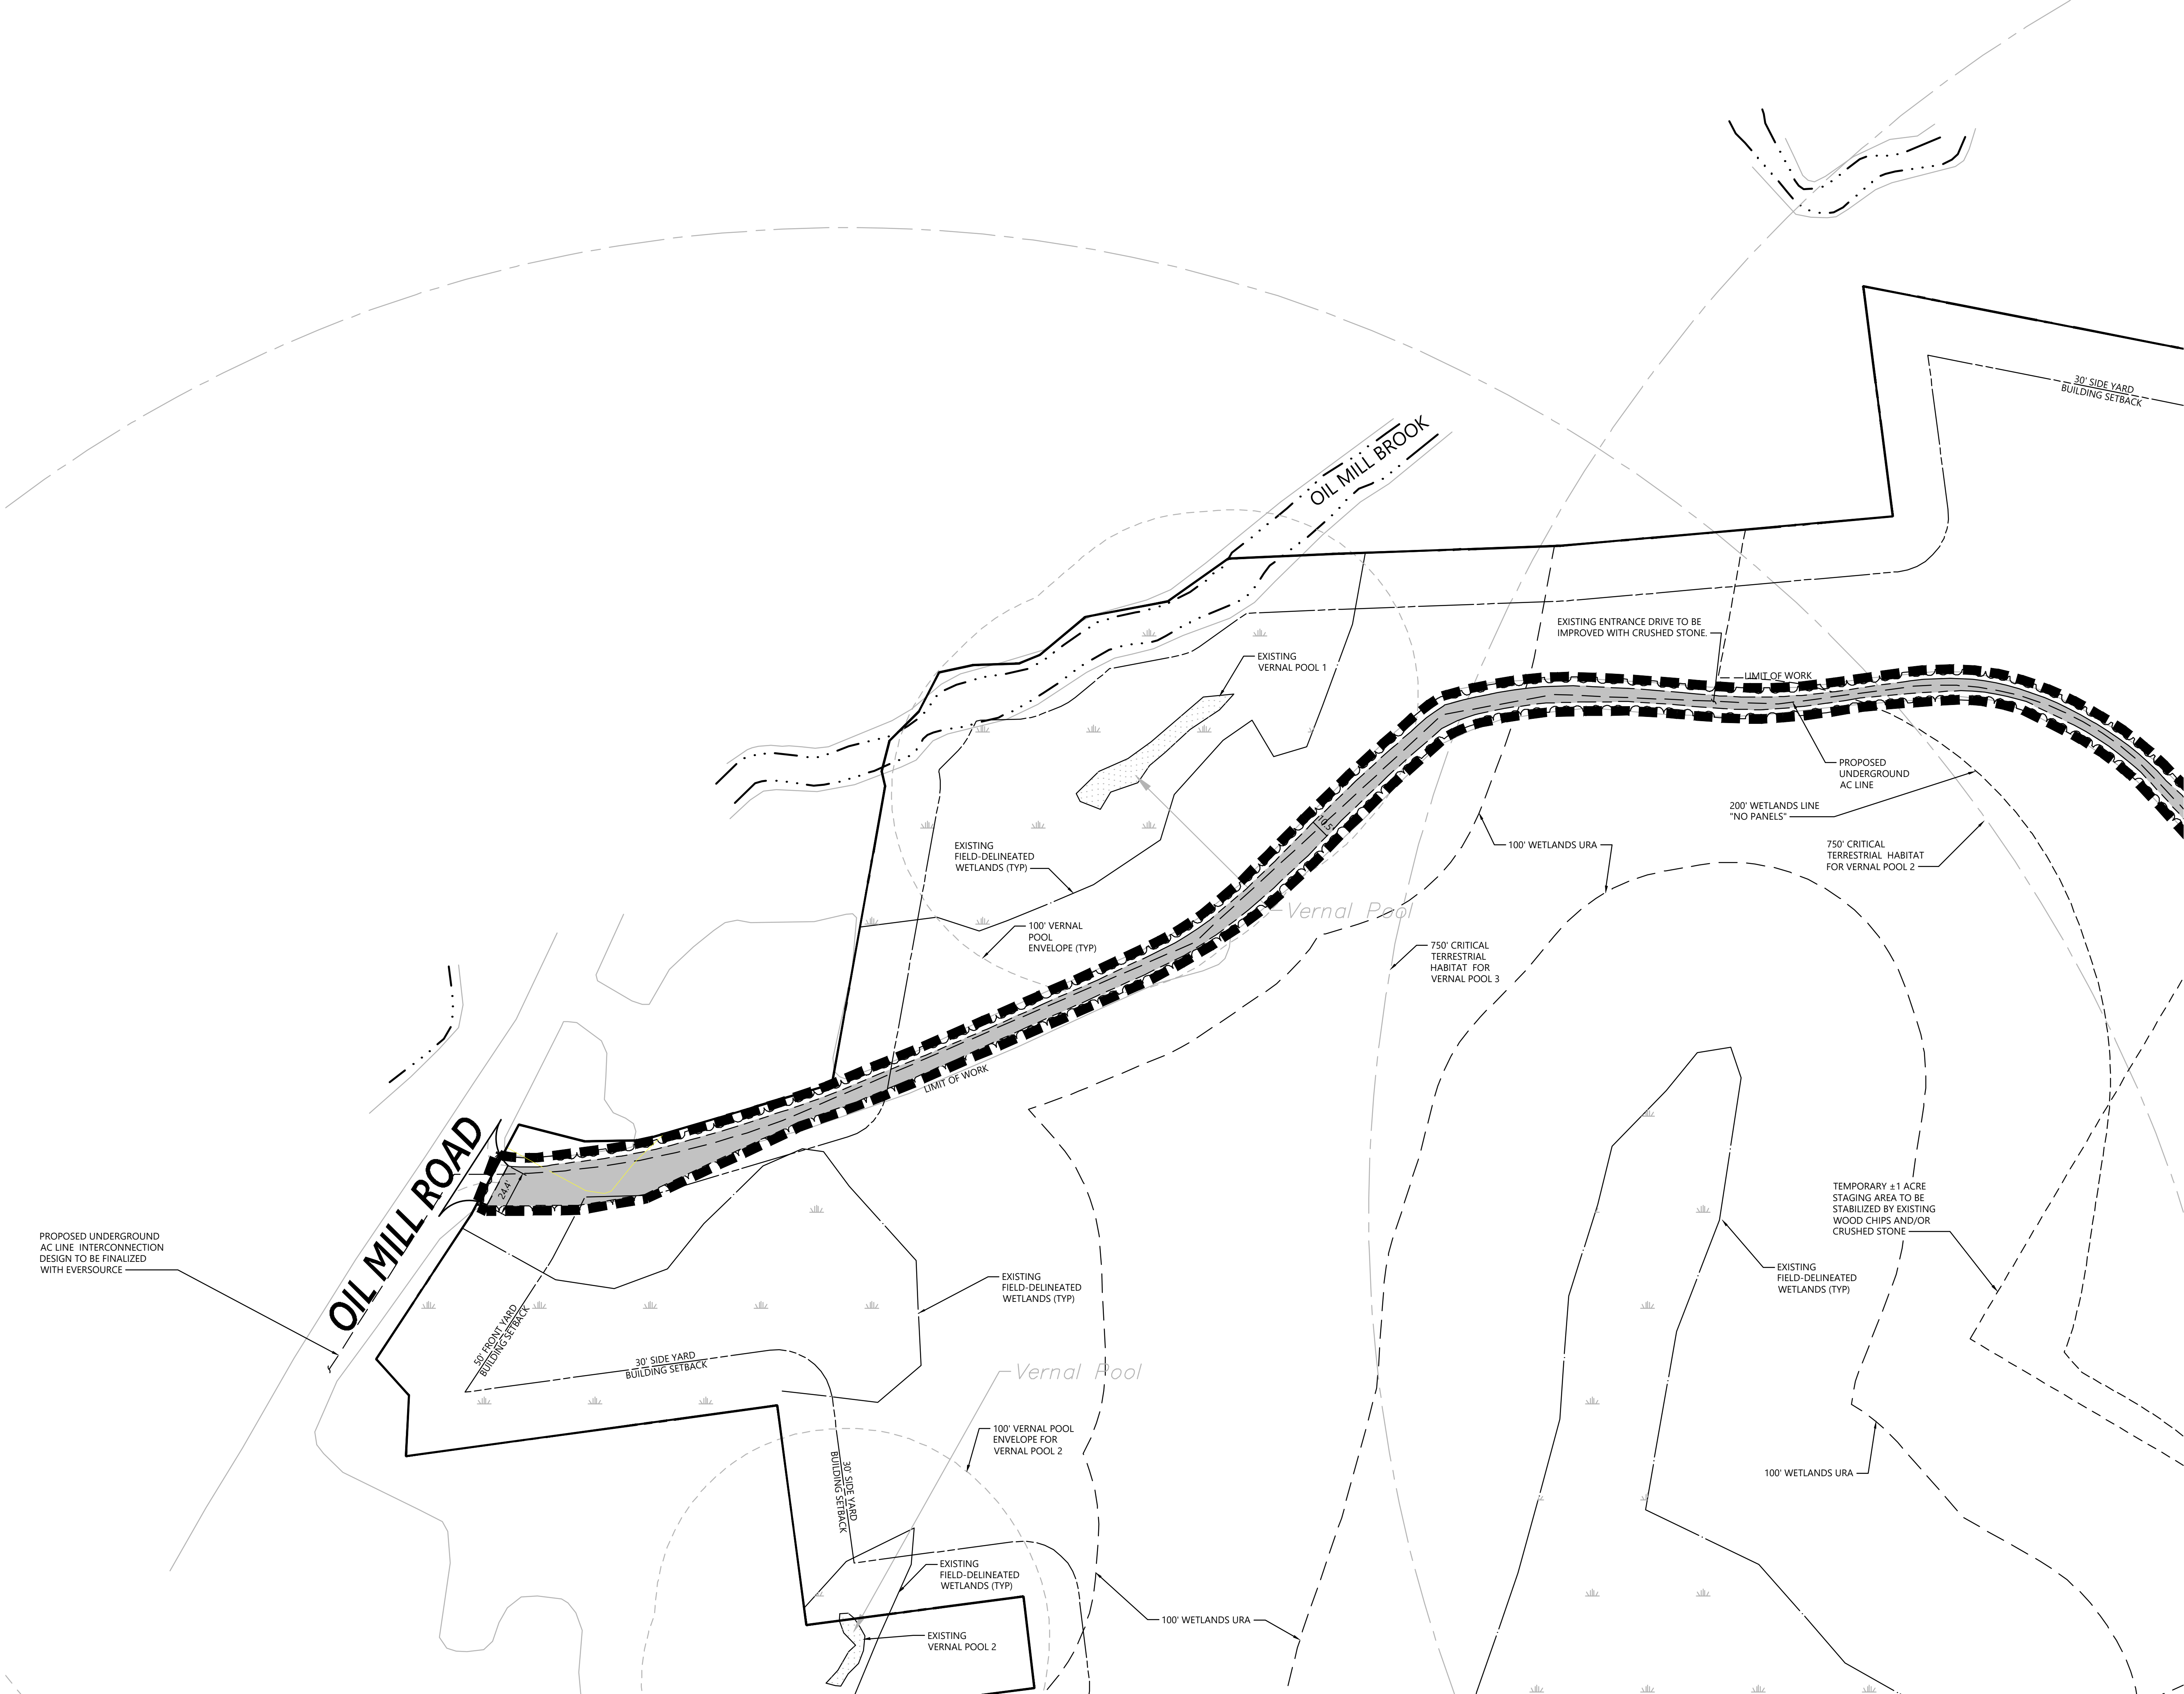 30' SIDE YARD
BUILDING SETBACK
OIL MILL BROOK
EXISTING ENTRANCE DRIVE TO BE
IMPROVED WITH CRUSHED STONE.
EXISTING
VERNAL POOL 1
LIMIT OF WORK
PROPOSED
UNDERGROUND
AC LINE
200' WETLANDS LINE
"NO PANELS"
750' CRITICAL
TERRESTRIAL HABITAT
FOR VERNAL POOL 2
100' WETLANDS URA
EXISTING
FIELD-DELINEATED
WETLANDS (TYP)
Vernal Pool
100' VERNAL
POOL
ENVELOPE (TYP)
750' CRITICAL
TERRESTRIAL
HABITAT FOR
VERNAL POOL 3
LIMIT OF WORK
OIL MILL ROAD
24.4'
TEMPORARY ±1 ACRE
STAGING AREA TO BE
STABILIZED BY EXISTING
WOOD CHIPS AND/OR
CRUSHED STONE
PROPOSED UNDERGROUND
AC LINE INTERCONNECTION
DESIGN TO BE FINALIZED
WITH EVERSOURCE
EXISTING
FIELD-DELINEATED
WETLANDS (TYP)
EXISTING
FIELD-DELINEATED
WETLANDS (TYP)
50' FRONT YARD
BUILDING SETBACK
30' SIDE YARD
BUILDING SETBACK
Vernal Pool
100' VERNAL POOL
ENVELOPE FOR
VERNAL POOL 2
30' SIDE YARD
BUILDING SETBACK
100' WETLANDS URA
EXISTING
FIELD-DELINEATED
WETLANDS (TYP)
100' WETLANDS URA
EXISTING
VERNAL POOL 2